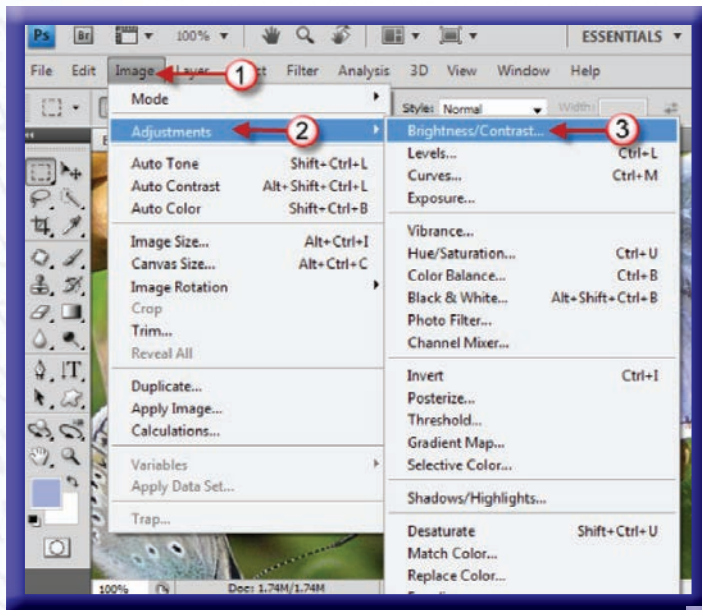 Ps Br 100% ESSENTIALS
File Edit Image Layer Filter Analysis 3D View Window Help
1
Mode
Style: Normal Width:
Adjustments 2
Brightness/Contrast... 3
Auto Tone Shift+Ctrl+L
Auto Contrast Alt+Shift+Ctrl+L
Auto Color Shift+Ctrl+B
Image Size... Alt+Ctrl+I
Canvas Size... Alt+Ctrl+C
Image Rotation
Crop
Trim...
Reveal All
Duplicate...
Apply Image...
Calculations...
Variables
Apply Data Set...
Trap...
Levels... Ctrl+L
Curves... Ctrl+M
Exposure...
Vibrance...
Hue/Saturation... Ctrl+U
Color Balance... Ctrl+B
Black & White... Alt+Shift+Ctrl+B
Photo Filter...
Channel Mixer...
Invert Ctrl+I
Posterize...
Threshold...
Gradient Map...
Selective Color...
Shadows/Highlights...
Desaturate Shift+Ctrl+U
Match Color...
Replace Color...
100% Doc: 1.74M/1.74M